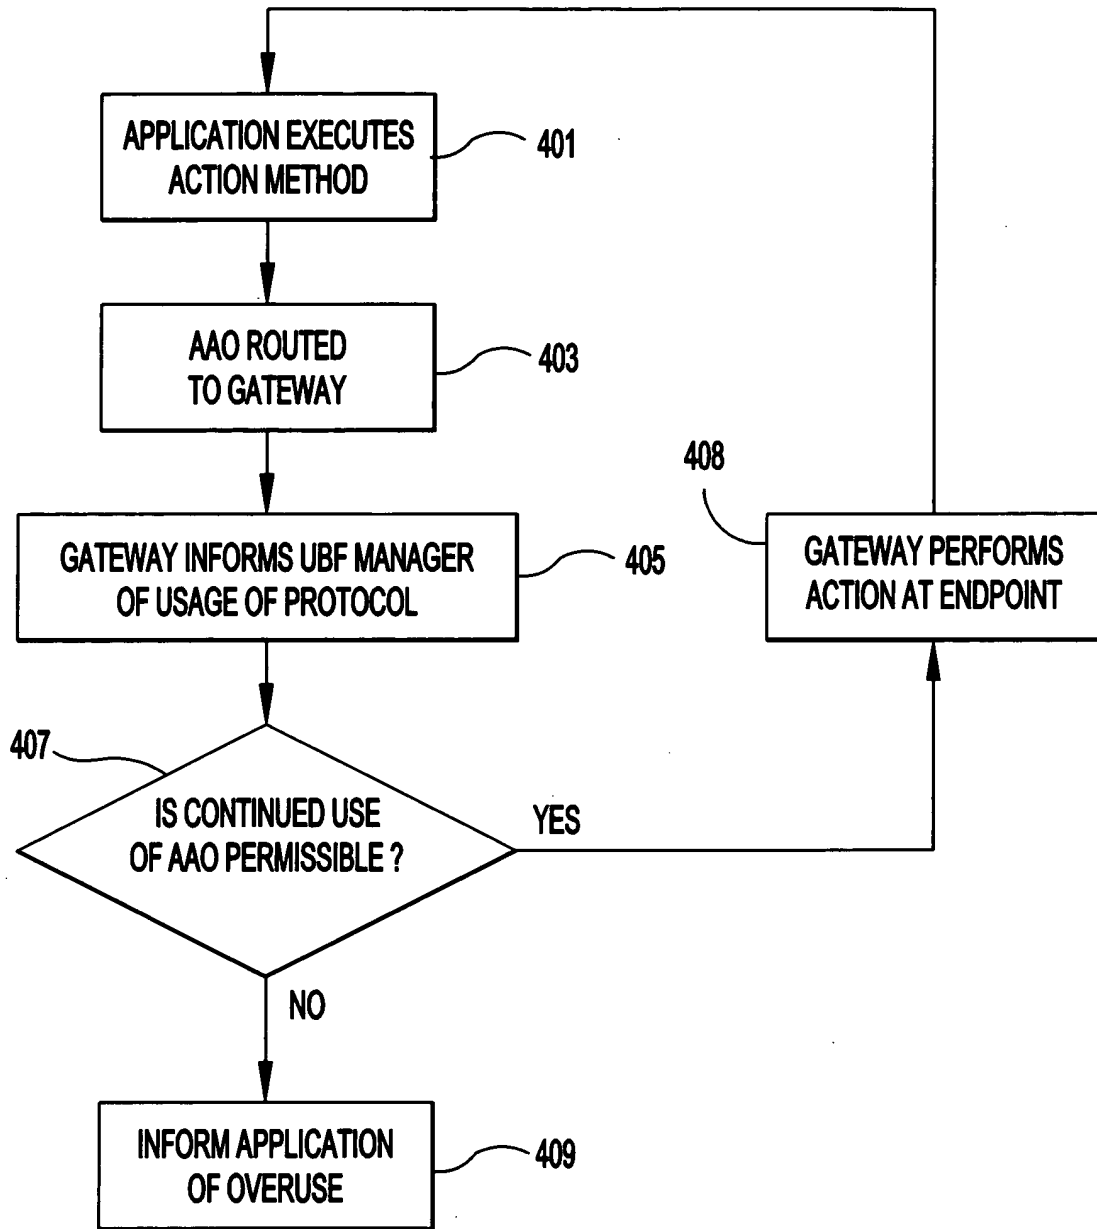 APPLICATION EXECUTES
ACTION METHOD
401
AAO ROUTED
TO GATEWAY
403
GATEWAY INFORMS UBF MANAGER
OF USAGE OF PROTOCOL
405
408
GATEWAY PERFORMS
ACTION AT ENDPOINT
407
IS CONTINUED USE
OF AAO PERMISSIBLE ?
YES
NO
INFORM APPLICATION
OF OVERUSE
409